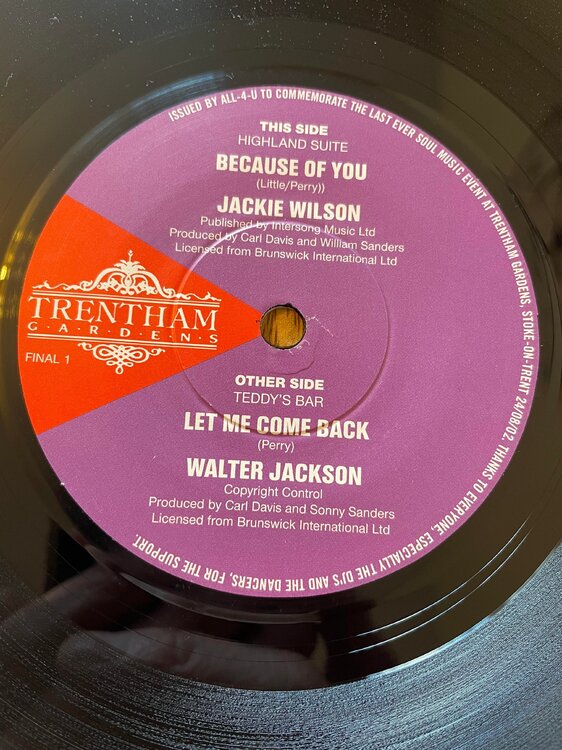 ISSUED BY ALL-4-U TO COMMEMORATE THE LAST EVER SOUL MUSIC EVENT AT TRENTHAM GARDENS, STOKE-ON-TRENT 24/08/02. THANKS TO EVERYONE, ESPECIALLY THE DJ'S AND THE DANCERS, FOR THE SUPPORT.
THIS SIDE
HIGHLAND SUITE
BECAUSE OF YOU
(Little/Perry))
JACKIE WILSON
Published by Intersong Music Ltd
Produced by Carl Davis and William Sanders
Licensed from Brunswick International Ltd
TRENTHAM
G·A·R·D·E·N·S
FINAL 1
OTHER SIDE
TEDDY'S BAR
LET ME COME BACK
(Perry)
WALTER JACKSON
Copyright Control
Produced by Carl Davis and Sonny Sanders
Licensed from Brunswick International Ltd